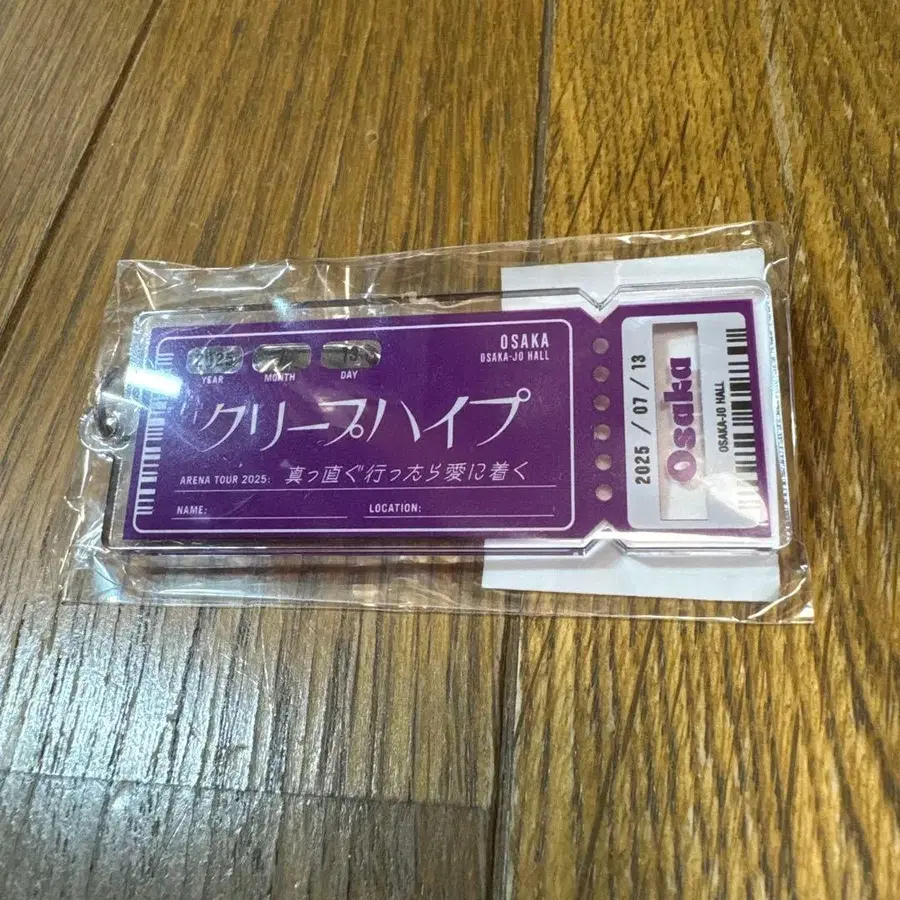 2025 7 13
YEAR MONTH DAY
OSAKA
OSAKA-JO HALL
クリープハイプ
ARENA TOUR 2025: 真っ直ぐ行ったら愛に着く
NAME: LOCATION:
2025 / 07 / 13
Osaka
OSAKA-JO HALL